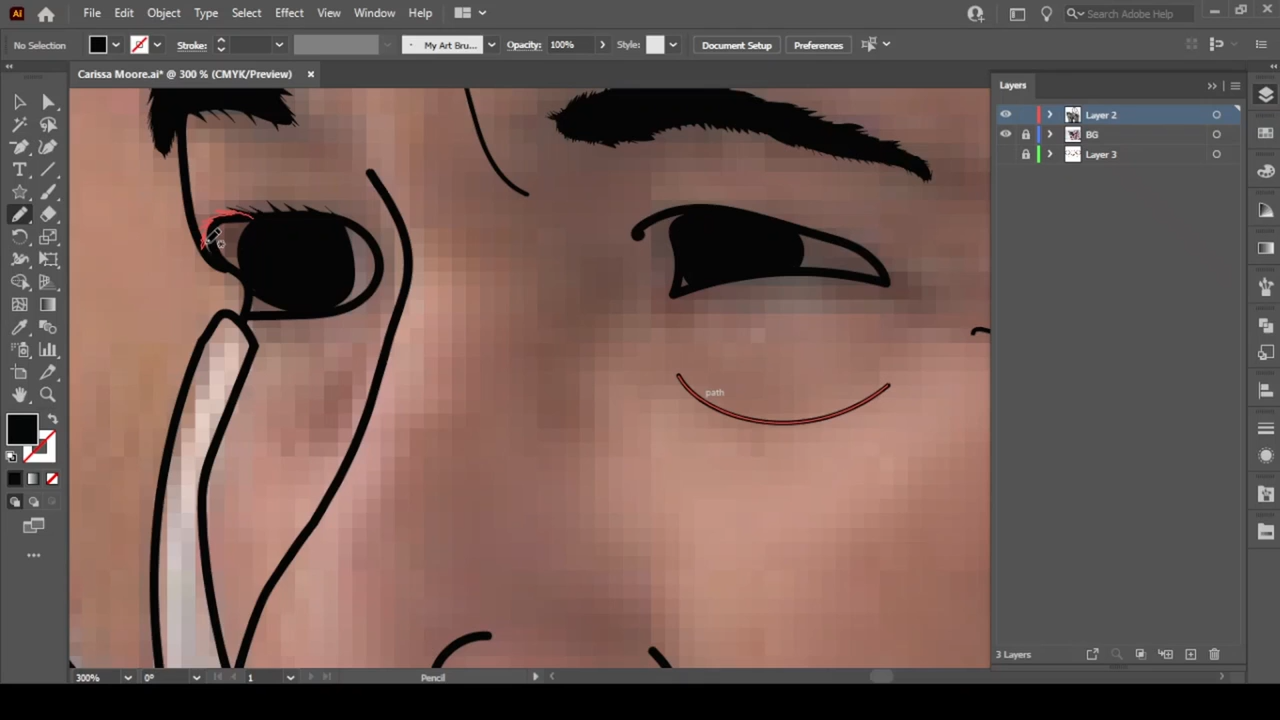 Ai File Edit Object Type Select Effect View Window Help Search Adobe Help
No Selection Stroke: My Art Bru... Opacity: 100% Style: Document Setup Preferences
Carissa Moore.ai* @ 300 % (CMYK/Preview)
Layers
Layer 2
BG
Layer 3
path
3 Layers
300% 0° 1 Pencil